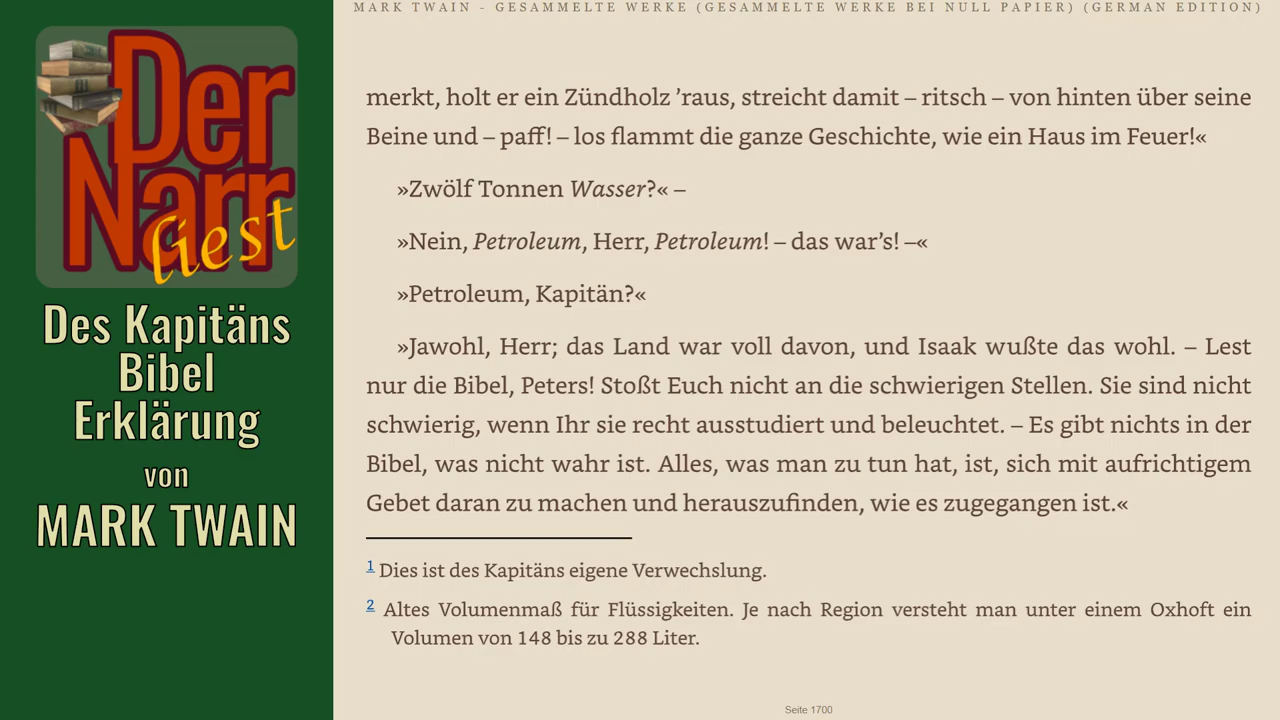 Der
Narr
liest
Des Kapitäns
Bibel
Erklärung
von
MARK TWAIN
MARK TWAIN - GESAMMELTE WERKE (GESAMMELTE WERKE BEI NULL PAPIER) (GERMAN EDITION)
merkt, holt er ein Zündholz ’raus, streicht damit – ritsch – von hinten über seine
Beine und – paff! – los flammt die ganze Geschichte, wie ein Haus im Feuer!«
»Zwölf Tonnen Wasser?« –
»Nein, Petroleum, Herr, Petroleum! – das war’s! –«
»Petroleum, Kapitän?«
»Jawohl, Herr; das Land war voll davon, und Isaak wußte das wohl. – Lest
nur die Bibel, Peters! Stoßt Euch nicht an die schwierigen Stellen. Sie sind nicht
schwierig, wenn Ihr sie recht ausstudiert und beleuchtet. – Es gibt nichts in der
Bibel, was nicht wahr ist. Alles, was man zu tun hat, ist, sich mit aufrichtigem
Gebet daran zu machen und herauszufinden, wie es zugegangen ist.«
1 Dies ist des Kapitäns eigene Verwechslung.
2 Altes Volumenmaß für Flüssigkeiten. Je nach Region versteht man unter einem Oxhoft ein
Volumen von 148 bis zu 288 Liter.
Seite 1700